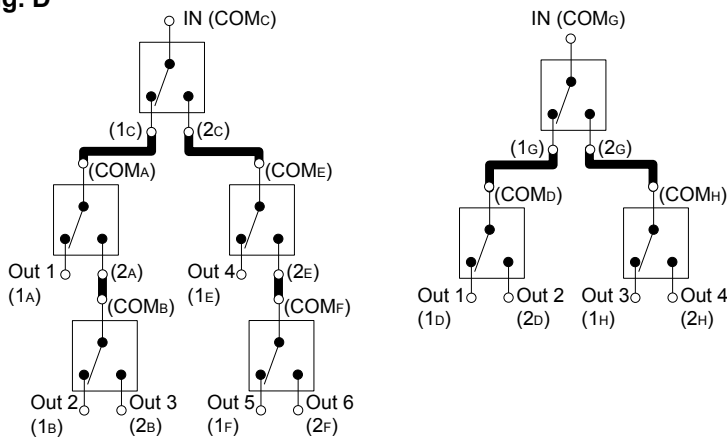 g. D
IN (COMC)
(1C)
(2C)
(COMA)
(COME)
Out 1
(1A)
(2A)
Out 4
(1E)
(2E)
(COMB)
(COMF)
Out 2
(1B)
Out 3
(2B)
Out 5
(1F)
Out 6
(2F)
IN (COMG)
(1G)
(2G)
(COMD)
(COMH)
Out 1
(1D)
Out 2
(2D)
Out 3
(1H)
Out 4
(2H)